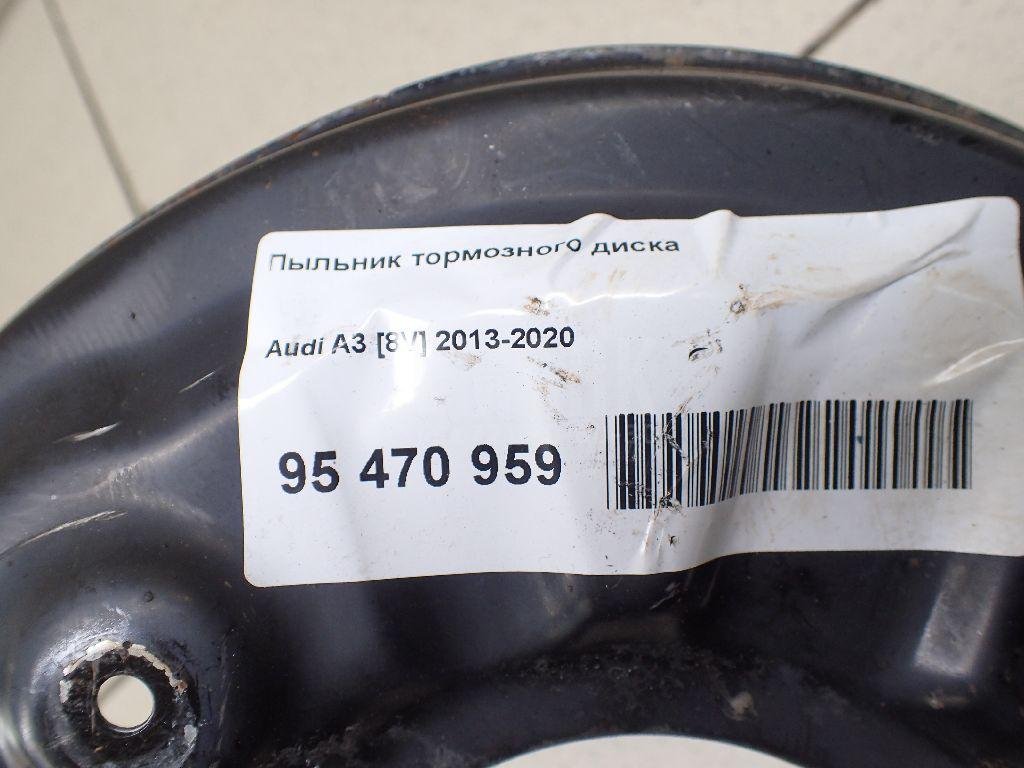 Пыльник тормозного диска
Audi A3 [8V] 2013-2020
95 470 959